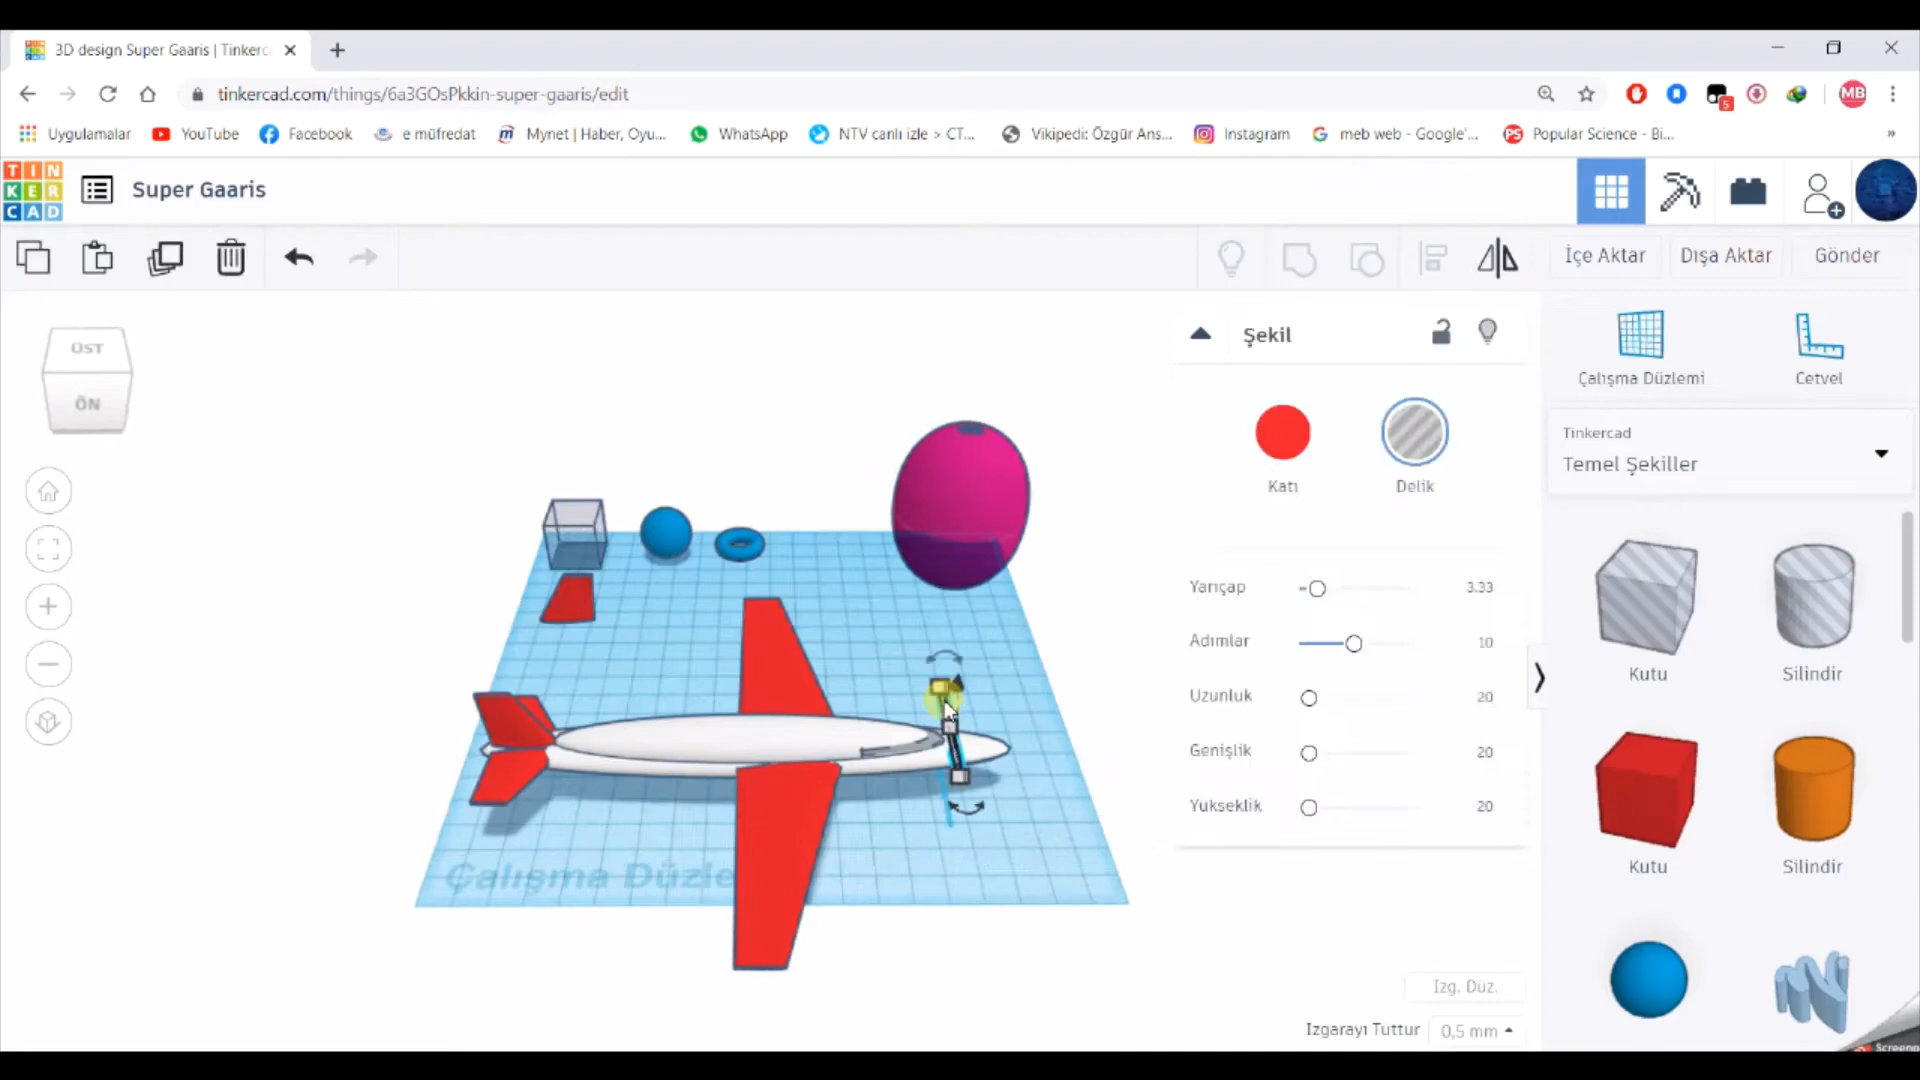 3D design Super Gaaris | Tinkerc
tinkercad.com/things/6a3GOsPkkin-super-gaaris/edit
MB
5
Uygulamalar
YouTube
Facebook
e müfredat
Mynet | Haber, Oyu...
WhatsApp
NTV canlı izle > CT...
Vikipedi: Özgür Ans...
Instagram
meb web - Google'...
PS
Popular Science - Bi...
»
TIN
KER
CAD
Super Gaaris
İçe Aktar
Dışa Aktar
Gönder
ÜST
ÖN
Şekil
Katı
Delik
Yarıçap 3.33
Adımlar 10
Uzunluk 20
Genişlik 20
Yukseklik 20
Çalışma Düzlemi
Cetvel
Tinkercad
Temel Şekiller
Kutu
Silindir
Kutu
Silindir
Çalışma Düzle
Izg. Düz.
Izgarayı Tuttur 0,5 mm
Screenp